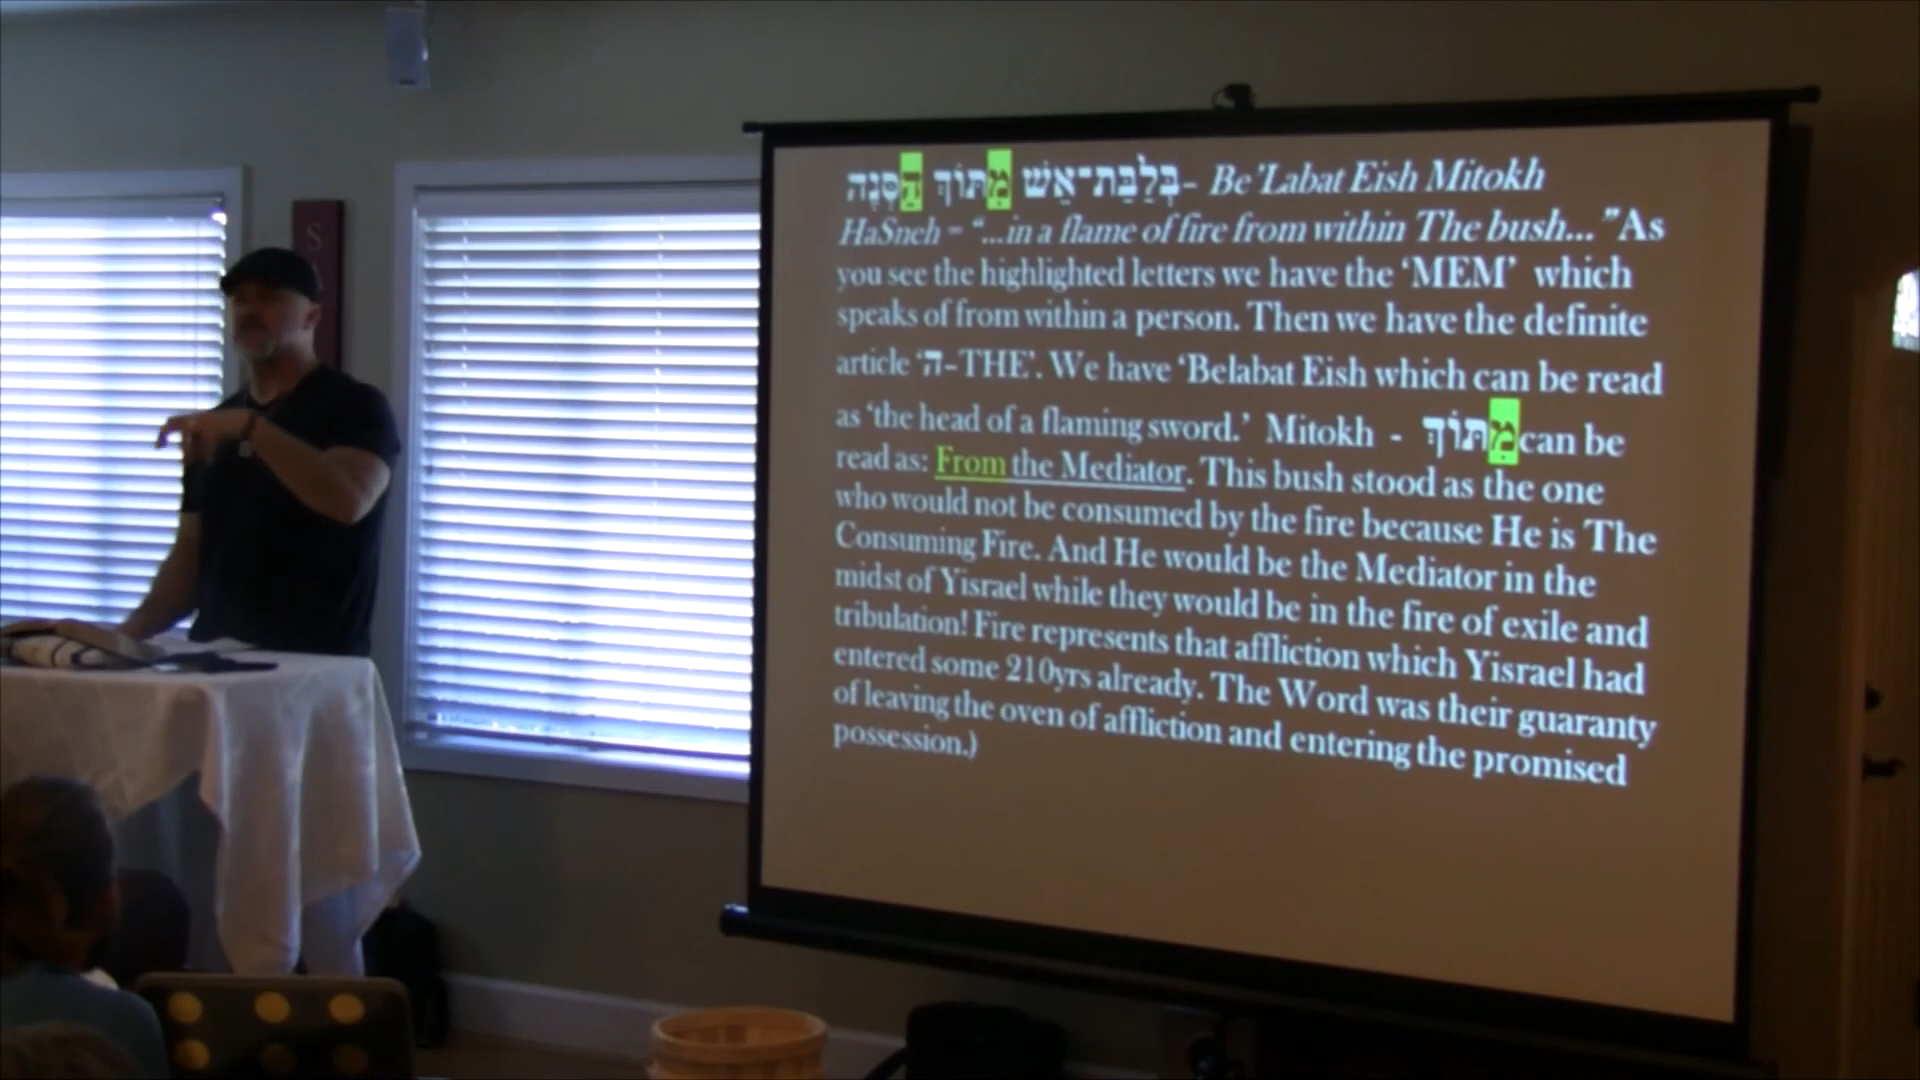 S
בְּלַבַּת־אֵשׁ מִתּוֹךְ הַסְּנֶה– Be'Labat Eish Mitokh
HaSneh = “...in a flame of fire from within The bush...”As
you see the highlighted letters we have the ‘MEM’ which
speaks of from within a person. Then we have the definite
article ‘ה-THE’. We have ‘Belabat Eish which can be read
as ‘the head of a flaming sword.’ Mitokh - מִתּוֹךְ can be
read as: From the Mediator. This bush stood as the one
who would not be consumed by the fire because He is The
Consuming Fire. And He would be the Mediator in the
midst of Yisrael while they would be in the fire of exile and
tribulation! Fire represents that affliction which Yisrael had
entered some 210yrs already. The Word was their guaranty
of leaving the oven of affliction and entering the promised
possession.)